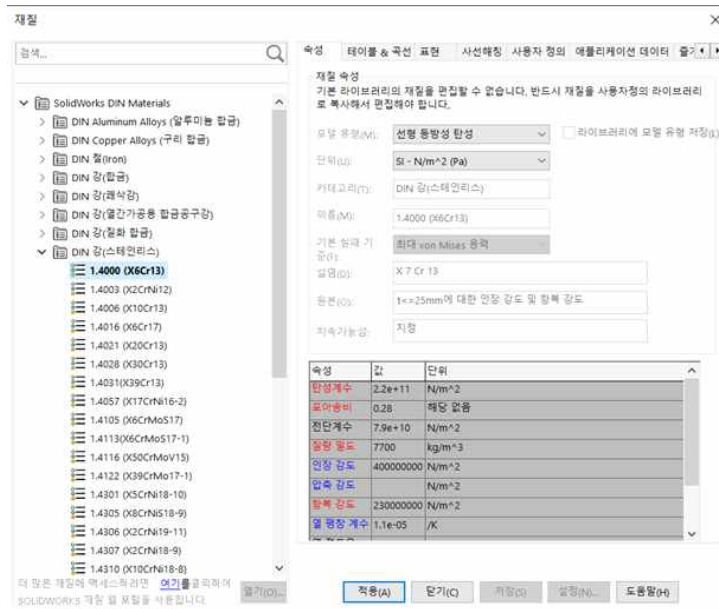 재질
검색...
SolidWorks DIN Materials
DIN Aluminum Alloys (알루미늄 합금)
DIN Copper Alloys (구리 합금)
DIN 철(Iron)
DIN 강(합금)
DIN 강(쾌삭강)
DIN 강(열간가공용 합금공구강)
DIN 강(질화 합금)
DIN 강(스테인리스)
1.4000 (X6Cr13)
1.4003 (X2CrNi12)
1.4006 (X10Cr13)
1.4016 (X6Cr17)
1.4021 (X20Cr13)
1.4028 (X30Cr13)
1.4031(X39Cr13)
1.4057 (X17CrNi16-2)
1.4105 (X6CrMoS17)
1.4113(X6CrMoS17-1)
1.4116 (X50CrMoV15)
1.4122 (X39CrMo17-1)
1.4301 (X5CrNi18-10)
1.4305 (X8CrNiS18-9)
1.4306 (X2CrNi19-11)
1.4307 (X2CrNi18-9)
1.4310 (X10CrNi18-8)
더 많은 재질에 액세스하려면 여기를클릭하여
SOLIDWORKS 재질 웹 포털을 사용합니다.
열기(O)...
속성 테이블 & 곡선 표현 사선해칭 사용자 정의 애플리케이션 데이터 즐겨
재질 속성
기본 라이브러리의 재질을 편집할 수 없습니다. 반드시 재질을 사용자정의 라이브러리
로 복사해서 편집해야 합니다.
모델 유형(M): 선형 등방성 탄성 라이브러리에 모델 유형 저장(L)
단위(U): SI - N/m^2 (Pa)
카테고리(T): DIN 강(스테인리스)
이름(M): 1.4000 (X6Cr13)
기본 실패 기
준(F): 최대 von Mises 응력
설명(D): X 7 Cr 13
원본(O): 1<=25mm에 대한 인장 강도 및 항복 강도
지속가능성: 지정
속성 값 단위
탄성계수 2.2e+11 N/m^2
포아송비 0.28 해당 없음
전단계수 7.9e+10 N/m^2
질량 밀도 7700 kg/m^3
인장 강도 400000000 N/m^2
압축 강도 N/m^2
항복 강도 230000000 N/m^2
열 팽창 계수 1.1e-05 /K
적용(A) 닫기(C) 저장(S) 설정(N)... 도움말(H)